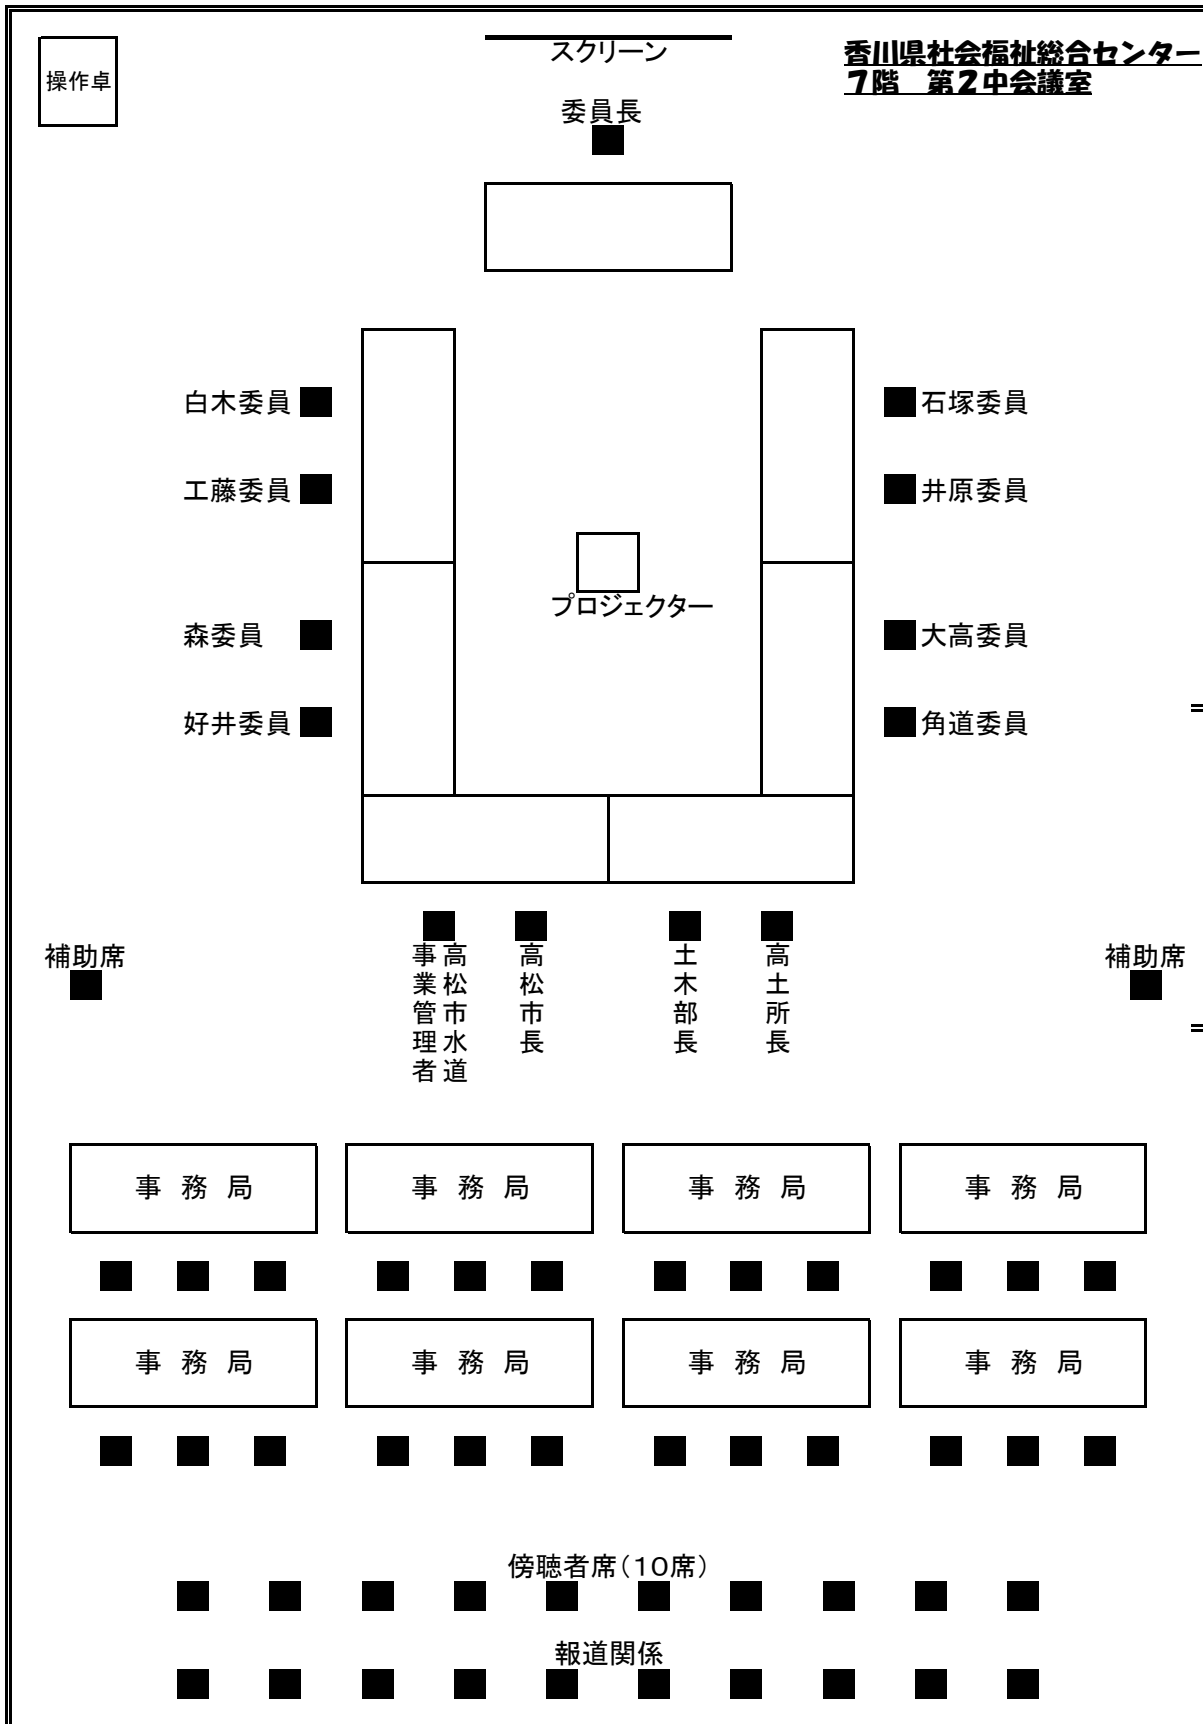 スクリーン
香川県社会福祉総合センター
7階　第2中会議室
操作卓
委員長
白木委員
石塚委員
工藤委員
井原委員
プロジェクター
森委員
大高委員
好井委員
角道委員
補助席
高松市水道
事業管理者
高松市長
土木部長
高土所長
補助席
事 務 局
事 務 局
事 務 局
事 務 局
事 務 局
事 務 局
事 務 局
事 務 局
傍聴者席（10席）
報道関係